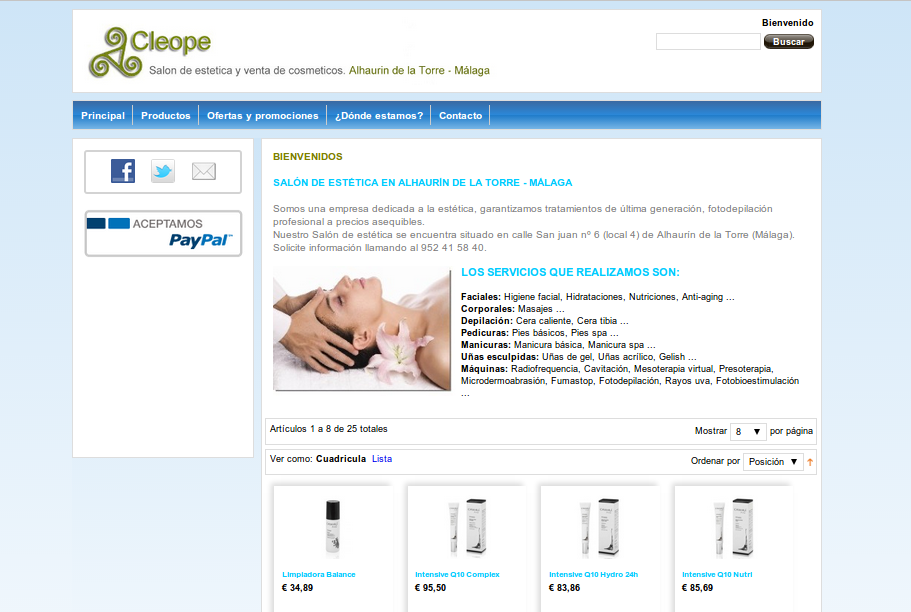 Bienvenido
Cleope
Buscar
Salon de estetica y venta de cosmeticos. Alhaurin de la Torre - Málaga
Principal Productos Ofertas y promociones ¿Dónde estamos? Contacto
BIENVENIDOS
SALÓN DE ESTÉTICA EN ALHAURÍN DE LA TORRE - MÁLAGA
ACEPTAMOS
PayPal
Somos una empresa dedicada a la estética, garantizamos tratamientos de última generación, fotodepilación
profesional a precios asequibles.
Nuestro Salón de estética se encuentra situado en calle San juan nº 6 (local 4) de Alhaurín de la Torre (Málaga).
Solicite información llamando al 952 41 58 40.
LOS SERVICIOS QUE REALIZAMOS SON:
Faciales: Higiene facial, Hidrataciones, Nutriciones, Anti-aging ...
Corporales: Masajes ...
Depilación: Cera caliente, Cera tibia ...
Pedicuras: Pies básicos, Pies spa ...
Manicuras: Manicura básica, Manicura spa ...
Uñas esculpidas: Uñas de gel, Uñas acrílico, Gelish ...
Máquinas: Radiofrequencia, Cavitación, Mesoterapia virtual, Presoterapia,
Microdermoabrasión, Fumastop, Fotodepilación, Rayos uva, Fotobioestimulación
...
Artículos 1 a 8 de 25 totales Mostrar 8 por página
Ver como: Cuadricula Lista Ordenar por Posición
Limpiadora Balance Intensive Q10 Complex Intensive Q10 Hydro 24h Intensive Q10 Nutri
€ 34,89 € 95,50 € 83,86 € 85,69